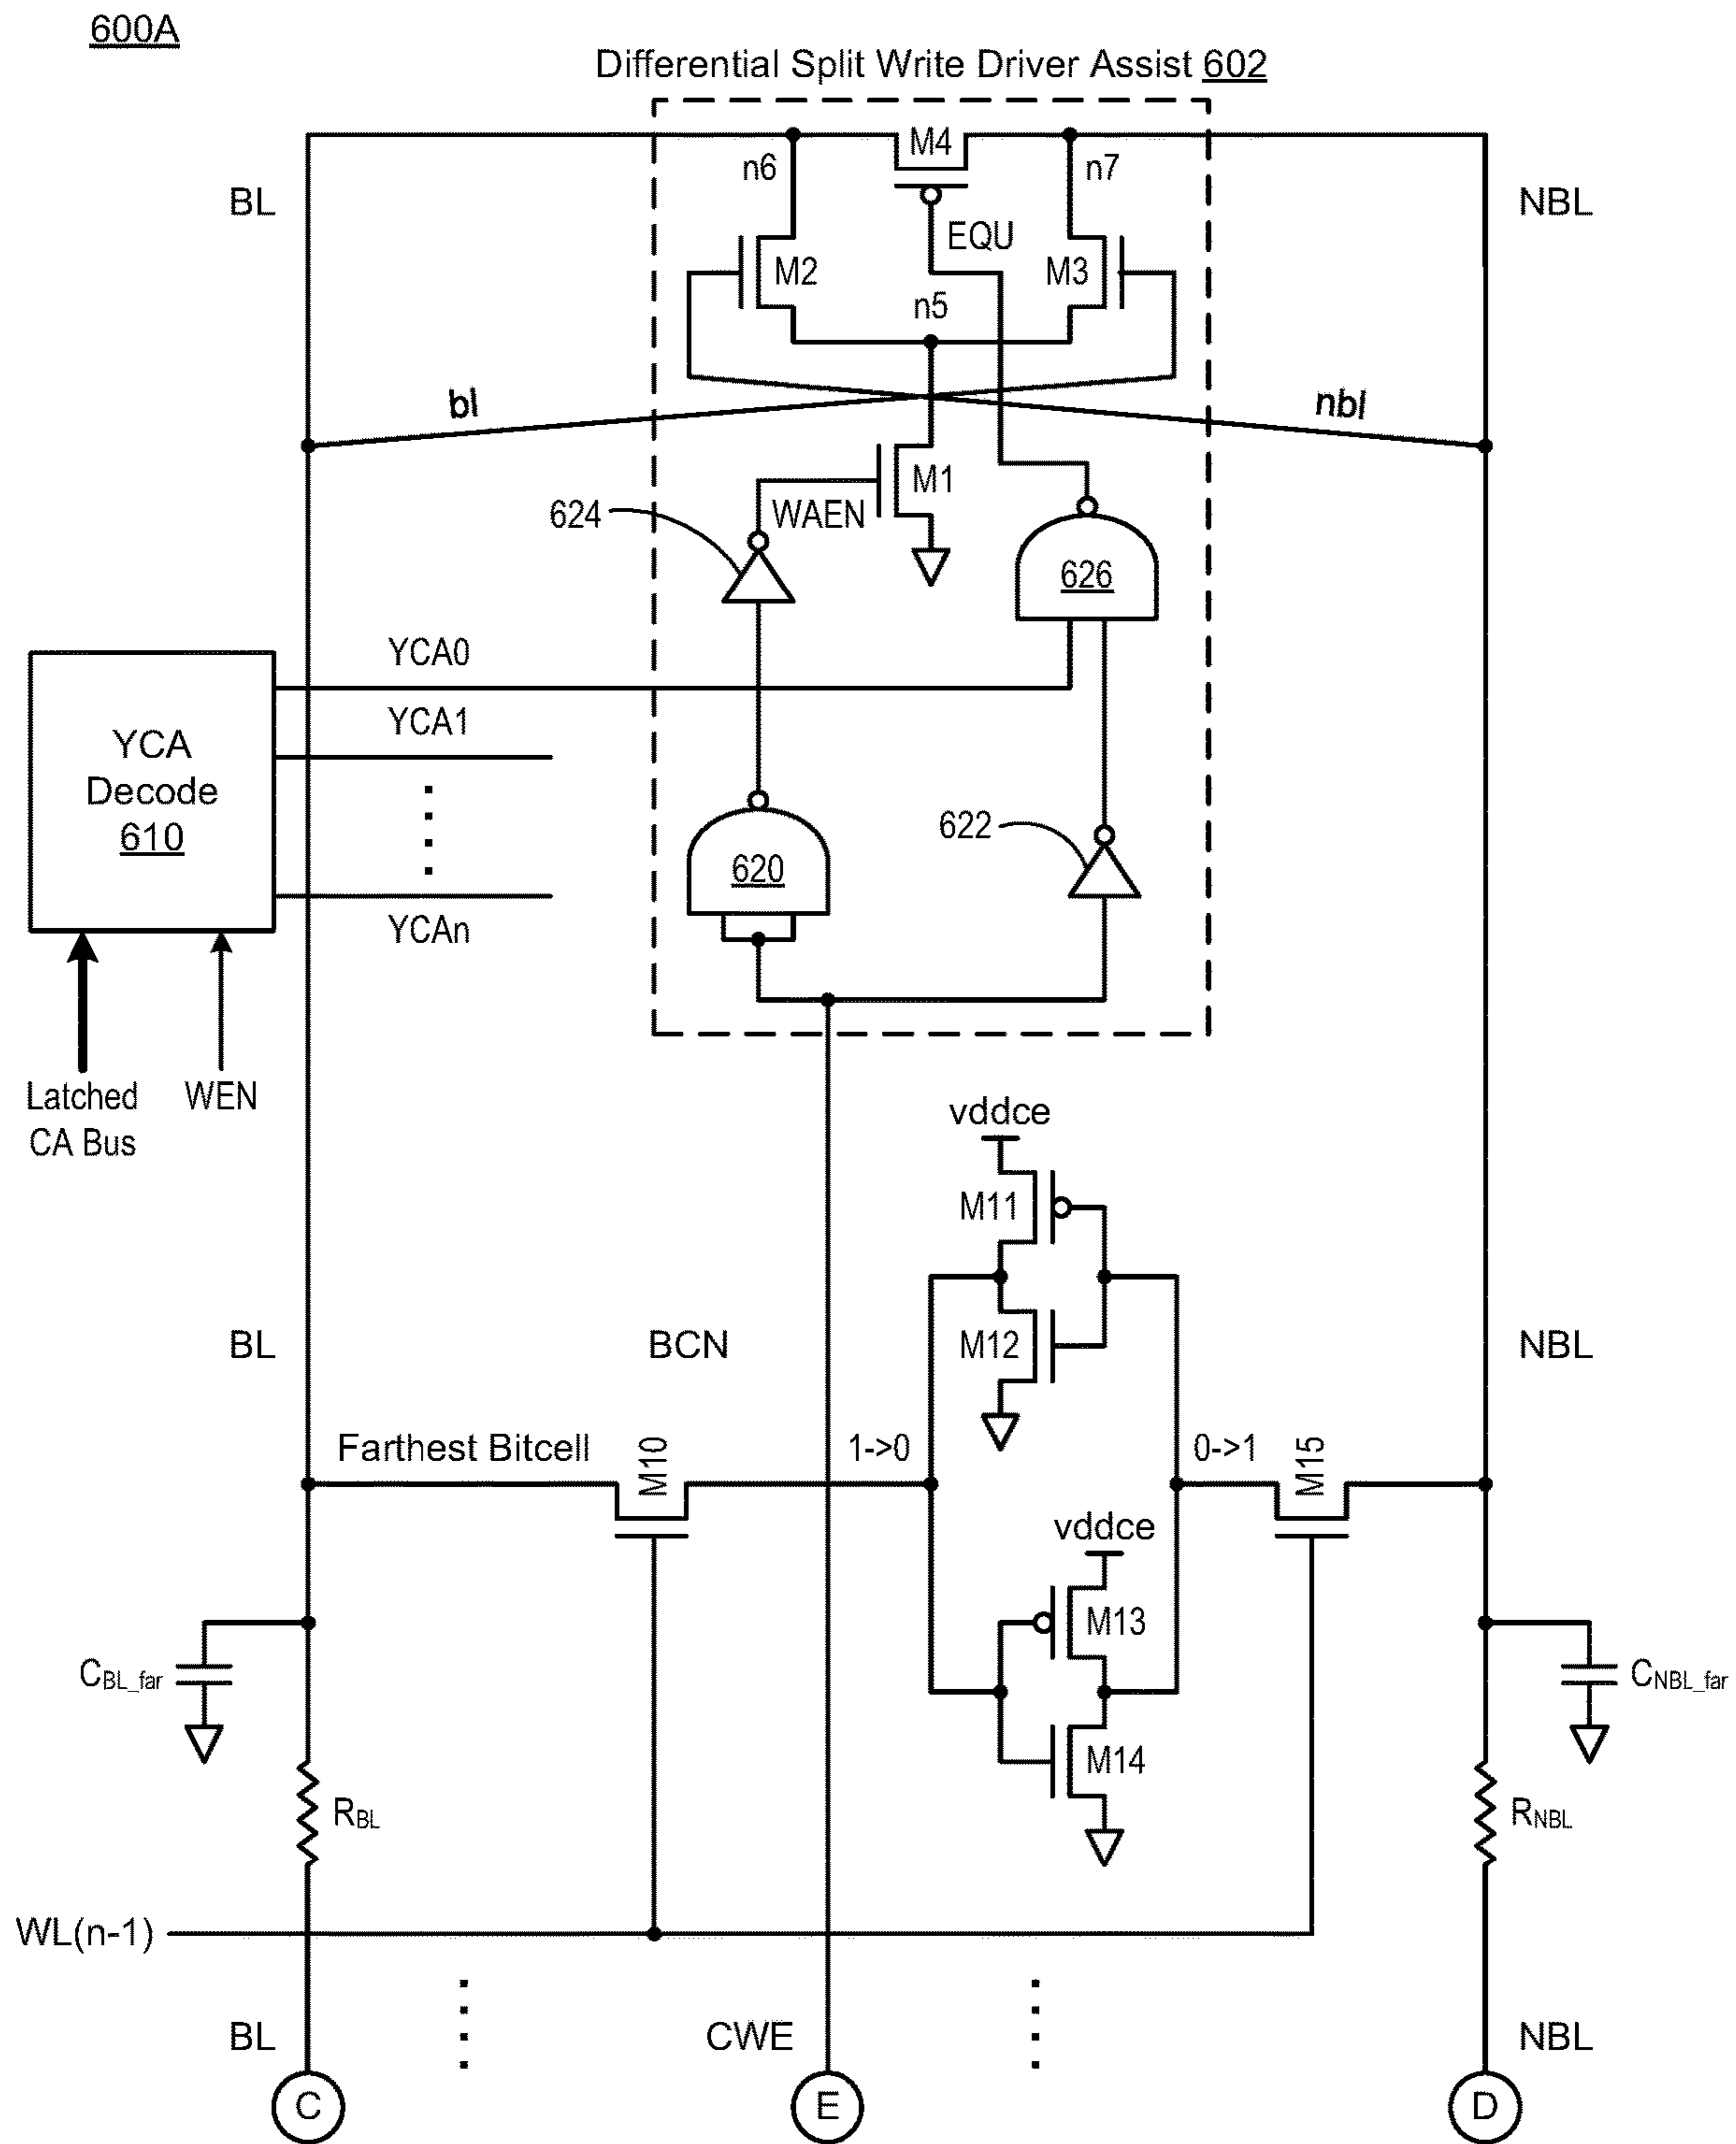 600A
Differential Split Write Driver Assist 602
M4
n6
n7
BL
NBL
EQU
M2
M3
n5
bl
nbl
M1
624
WAEN
626
YCA0
YCA1
YCA
Decode
610
622
620
YCAn
Latched
CA Bus
WEN
vddce
M11
BL
BCN
M12
NBL
Farthest Bitcell
M10
1->0
0->1
M15
vddce
M13
CBL_far
CNBL_far
M14
RBL
RNBL
WL(n-1)
BL
CWE
NBL
C
E
D